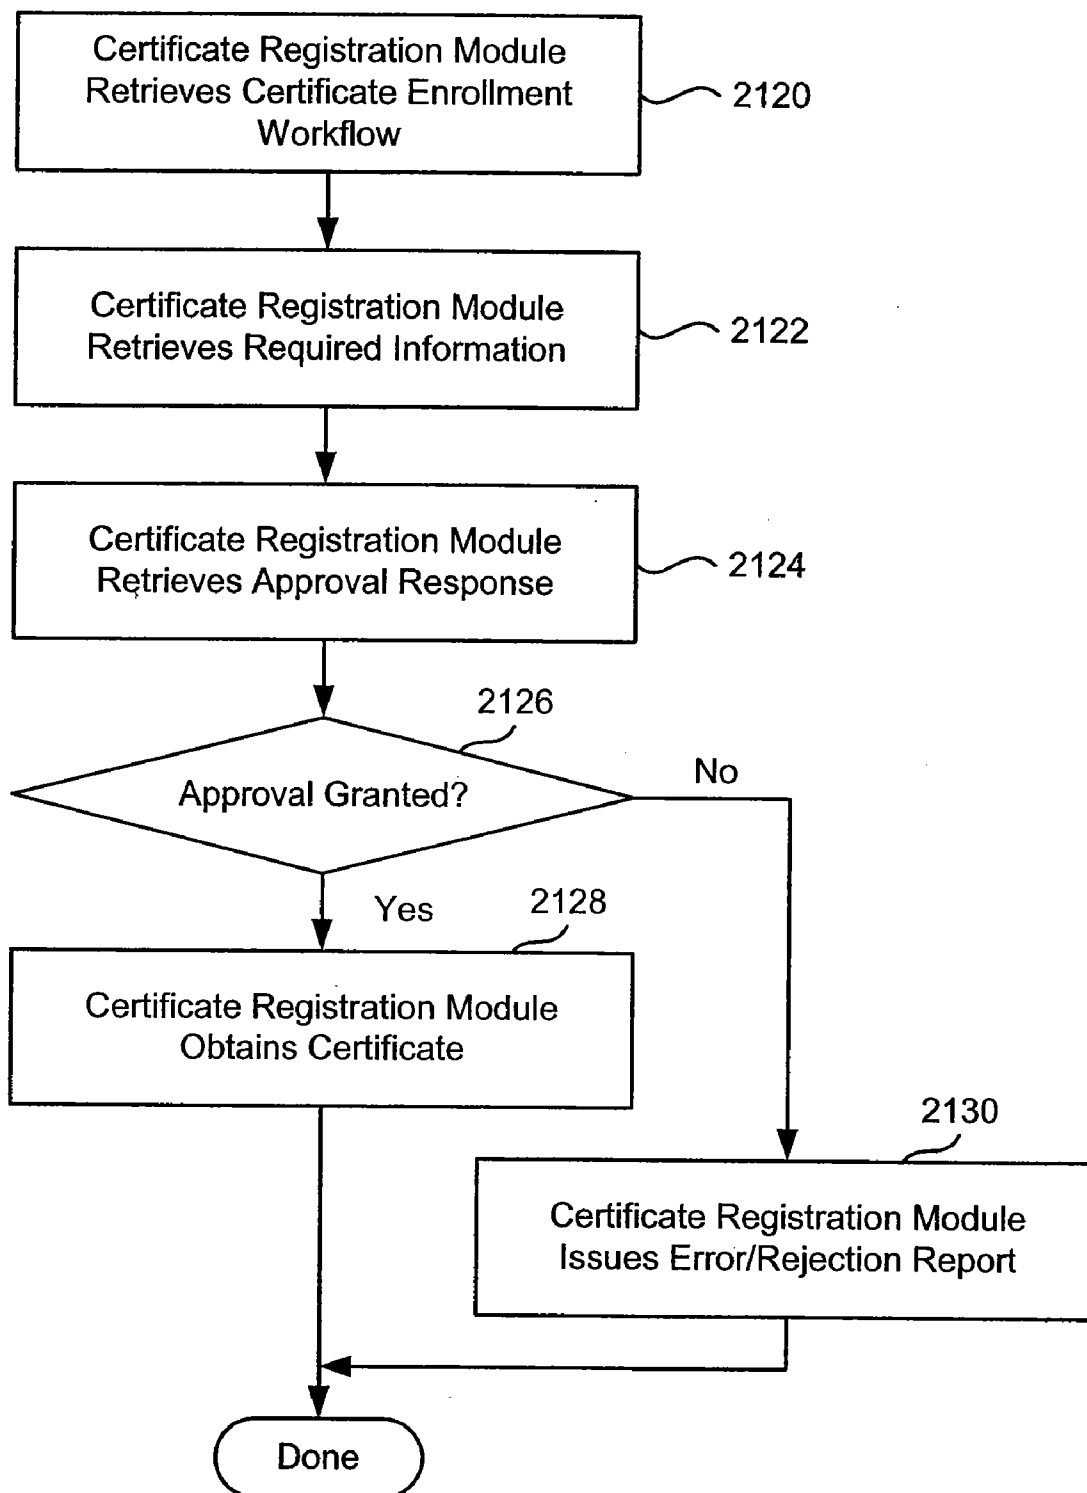 Certificate Registration Module
Retrieves Certificate Enrollment
Workflow
2120
Certificate Registration Module
Retrieves Required Information
2122
Certificate Registration Module
Retrieves Approval Response
2124
2126
Approval Granted?
No
Yes
2128
Certificate Registration Module
Obtains Certificate
2130
Certificate Registration Module
Issues Error/Rejection Report
Done